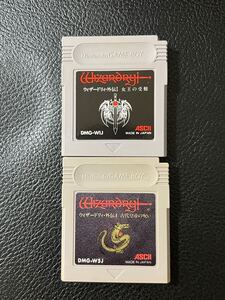 Nintendo GAME BOY
Wizardry
ウィザードリィ・外伝I 女王の受難
DMG-W1J
ASCII
MADE IN JAPAN
Nintendo GAME BOY
Wizardry
ウィザードリィ・外伝II 古代皇帝の呪い
DMG-W5J
ASCII
MADE IN JAPAN